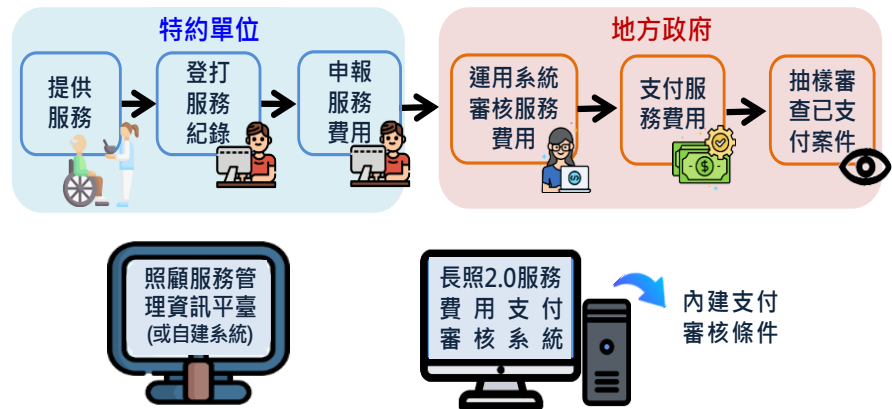 特約單位
地方政府
提供
服務
登打
服務
紀錄
申報
服務
費用
運用系統
審核服務
費用
支付服
務費用
抽樣審
查已支
付案件
照顧服務管
理資訊平臺
(或自建系統)
長照2.0服務
費用支付
審核系統
內建支付
審核條件